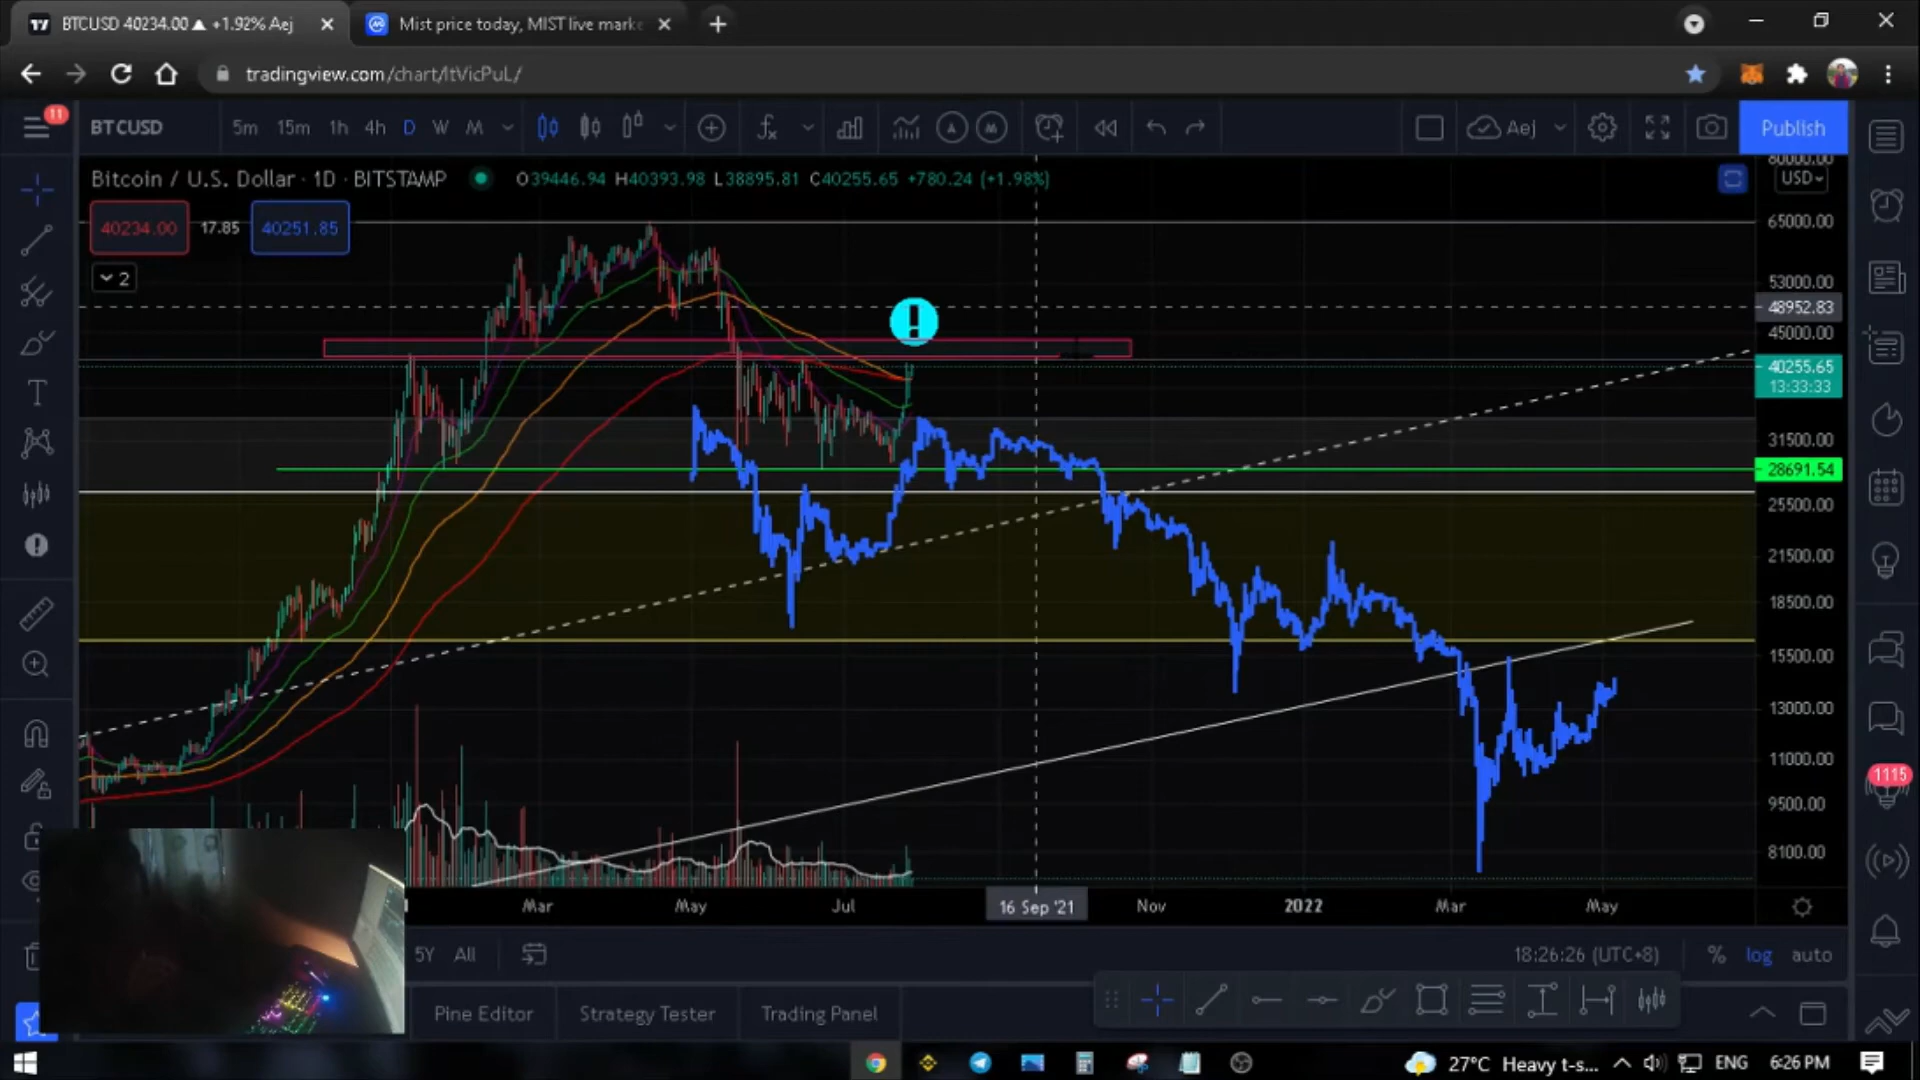 BTCUSD 40234.00 ▲ +1.92% Aej
Mist price today, MIST live marke
tradingview.com/chart/ItVicPuL/
11
BTCUSD 5m 15m 1h 4h D W M Aej Publish
Bitcoin / U.S. Dollar · 1D · BITSTAMP O39446.94 H40393.98 L38895.81 C40255.65 +780.24 (+1.98%)
USD
40234.00 17.85 40251.85
2
65000.00
53000.00
48952.83
45000.00
40255.65
13:33:33
31500.00
28691.54
25500.00
21500.00
18500.00
15500.00
13000.00
11000.00
9500.00
8100.00
1115
Mar May Jul 16 Sep '21 Nov 2022 Mar May
5Y All 18:26:26 (UTC+8) % log auto
Pine Editor Strategy Tester Trading Panel
27°C Heavy t-s... ENG 6:26 PM